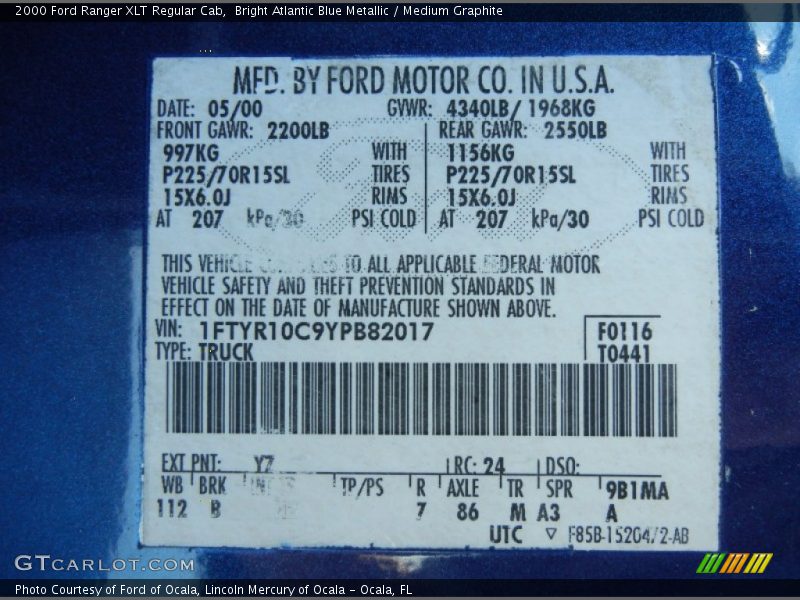 2000 Ford Ranger XLT Regular Cab,  Bright Atlantic Blue Metallic / Medium Graphite
MFD. BY FORD MOTOR CO. IN U.S.A.
DATE: 05/00 GVWR: 4340LB/ 1968KG
FRONT GAWR: 2200LB REAR GAWR: 2550LB
997KG WITH 1156KG WITH
P225/70R15SL TIRES P225/70R15SL TIRES
15X6.0J RIMS 15X6.0J RIMS
AT 207 kPa/30 PSI COLD AT 207 kPa/30 PSI COLD
THIS VEHICLE TO ALL APPLICABLE FEDERAL MOTOR
VEHICLE SAFETY AND THEFT PREVENTION STANDARDS IN
EFFECT ON THE DATE OF MANUFACTURE SHOWN ABOVE.
VIN: 1FTYR10C9YPB82017 F0116
TYPE: TRUCK T0441
EXT PNT: YZ RC: 24 DSO:
WB BRK TP/PS R AXLE TR SPR 9B1MA
112 B 7 86 M A3 A
UTC ▽ F85B-1520472-AB
GTCARLOT.COM
Photo Courtesy of Ford of Ocala, Lincoln Mercury of Ocala - Ocala, FL